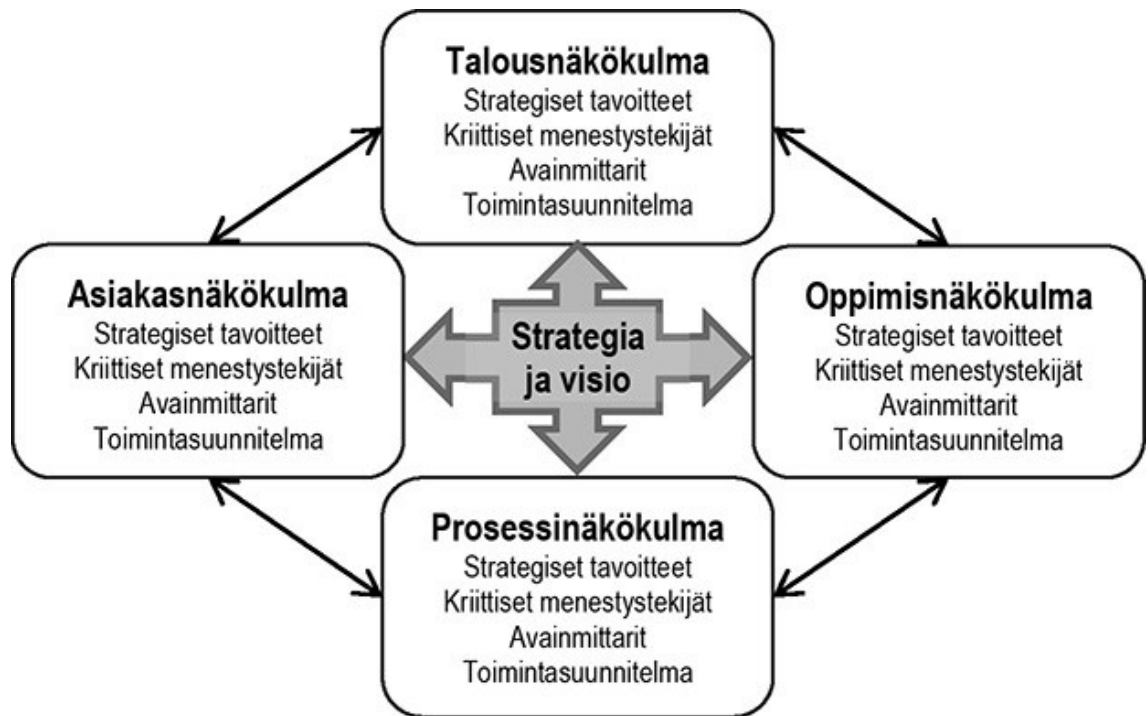 Talousnäkökulma
Strategiset tavoitteet
Kriittiset menestystekijät
Avainmittarit
Toimintasuunnitelma
Asiakasnäkökulma
Strategiset tavoitteet
Kriittiset menestystekijät
Avainmittarit
Toimintasuunnitelma
Strategia
ja visio
Oppimisnäkökulma
Strategiset tavoitteet
Kriittiset menestystekijät
Avainmittarit
Toimintasuunnitelma
Prosessinäkökulma
Strategiset tavoitteet
Kriittiset menestystekijät
Avainmittarit
Toimintasuunnitelma